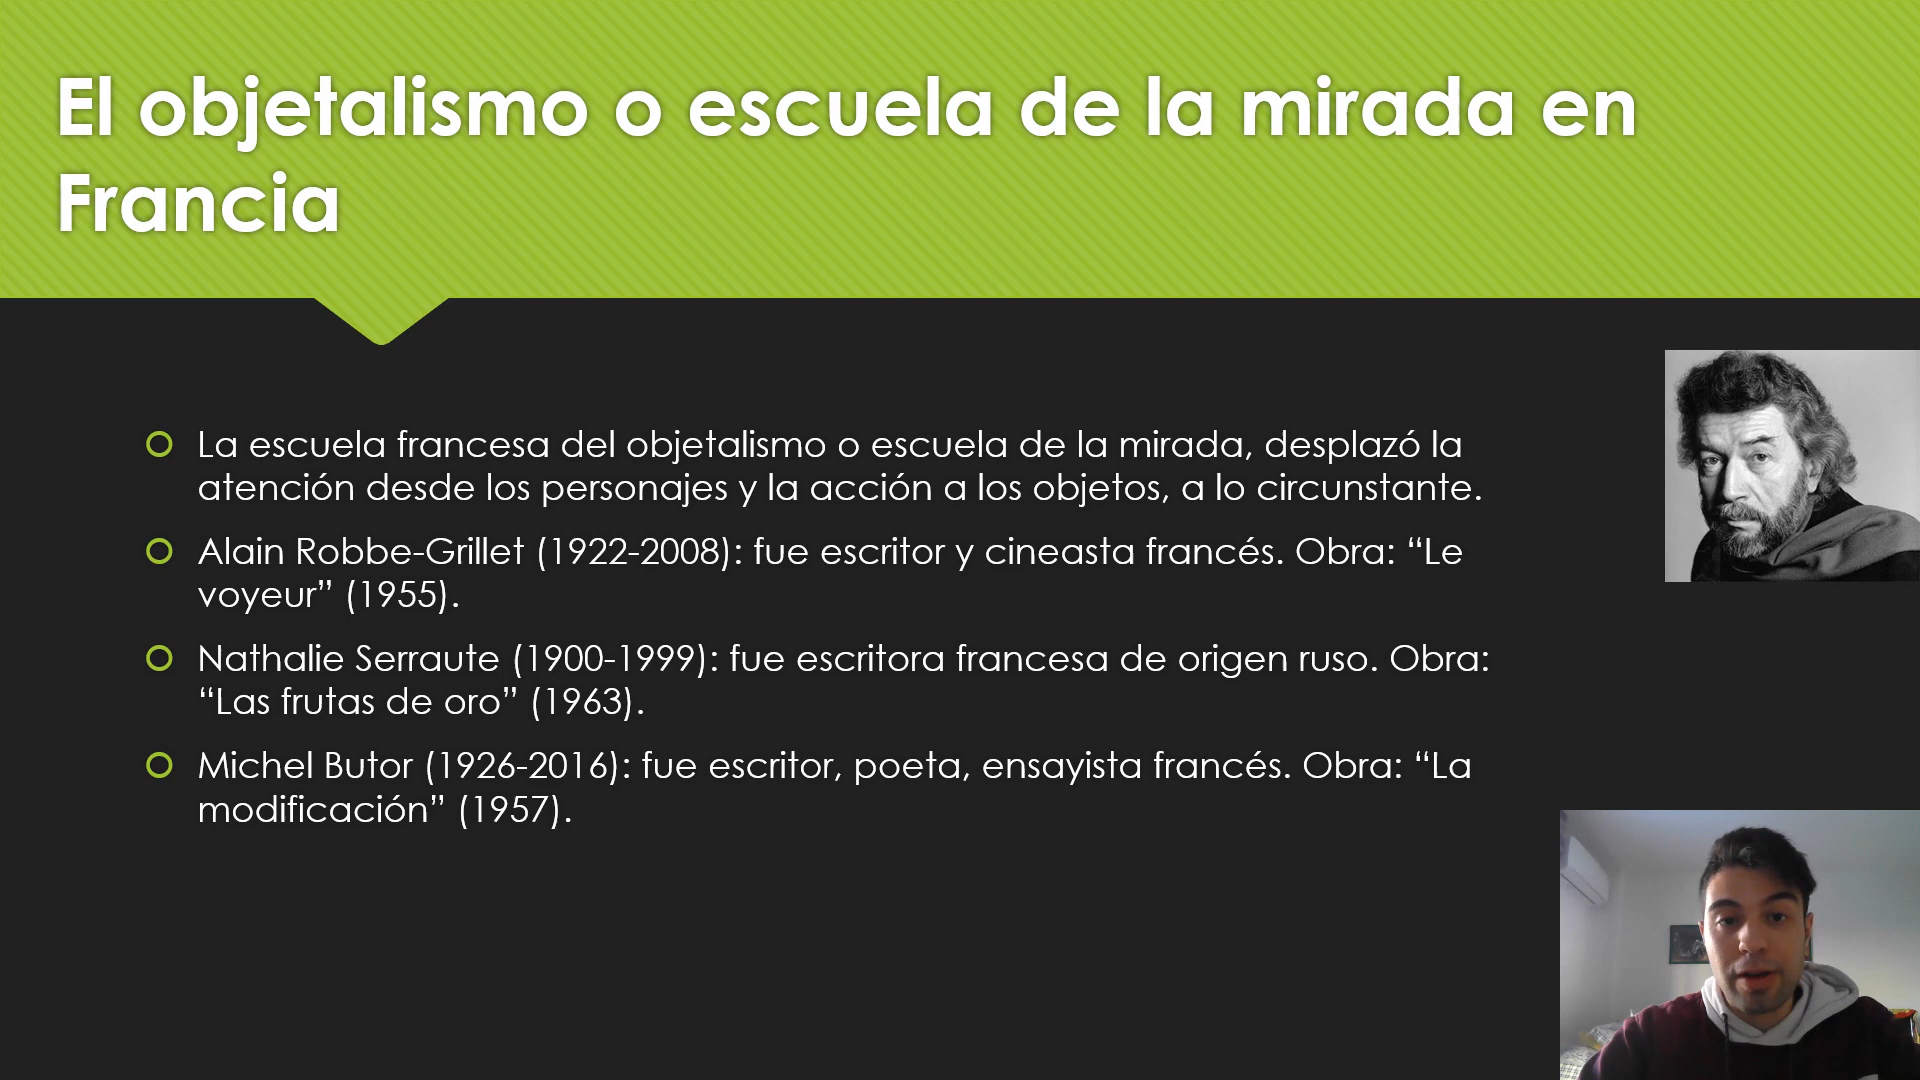 El objetalismo o escuela de la mirada en
Francia
La escuela francesa del objetalismo o escuela de la mirada, desplazó la
atención desde los personajes y la acción a los objetos, a lo circunstante.
Alain Robbe-Grillet (1922-2008): fue escritor y cineasta francés. Obra: “Le
voyeur” (1955).
Nathalie Serraute (1900-1999): fue escritora francesa de origen ruso. Obra:
“Las frutas de oro” (1963).
Michel Butor (1926-2016): fue escritor, poeta, ensayista francés. Obra: “La
modificación” (1957).